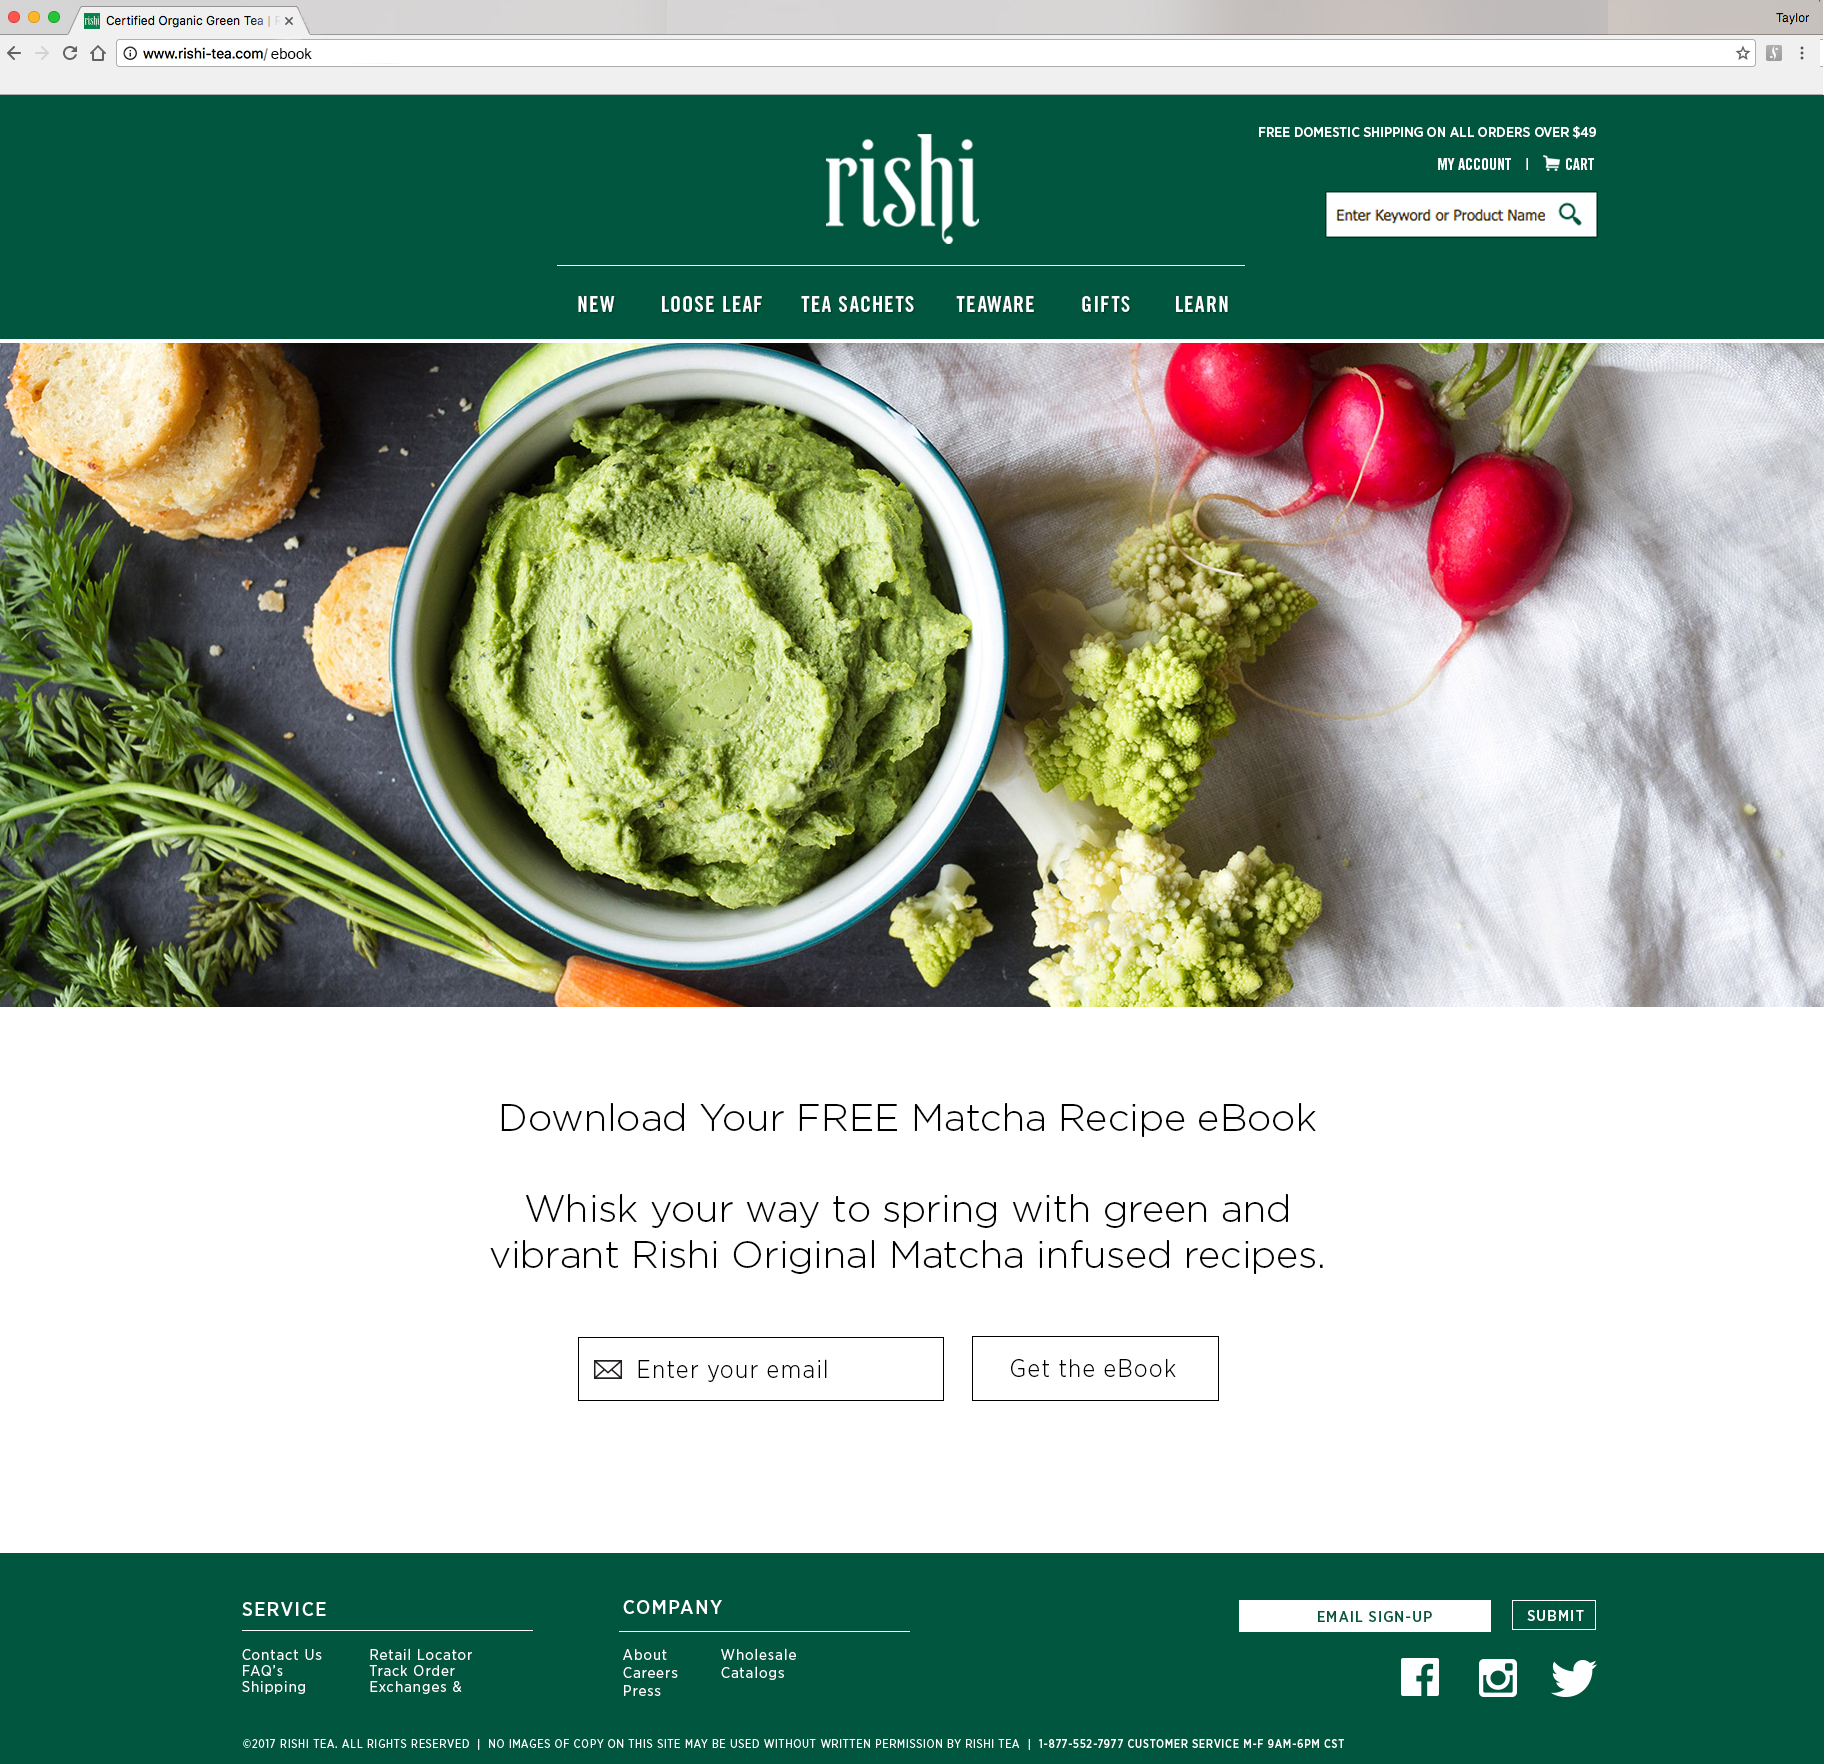 Certified Organic Green Tea |
Taylor
www.rishi-tea.com/ebook
FREE DOMESTIC SHIPPING ON ALL ORDERS OVER $49
rishi
MY ACCOUNT | CART
Enter Keyword or Product Name
NEW LOOSE LEAF TEA SACHETS TEAWARE GIFTS LEARN
Download Your FREE Matcha Recipe eBook
Whisk your way to spring with green and
vibrant Rishi Original Matcha infused recipes.
Enter your email Get the eBook
SERVICE
Contact Us Retail Locator
FAQ's Track Order
Shipping Exchanges &
COMPANY
About Wholesale
Careers Catalogs
Press
EMAIL SIGN-UP SUBMIT
©2017 RISHI TEA. ALL RIGHTS RESERVED | NO IMAGES OF COPY ON THIS SITE MAY BE USED WITHOUT WRITTEN PERMISSION BY RISHI TEA | 1-877-552-7977 CUSTOMER SERVICE M-F 9AM-6PM CST